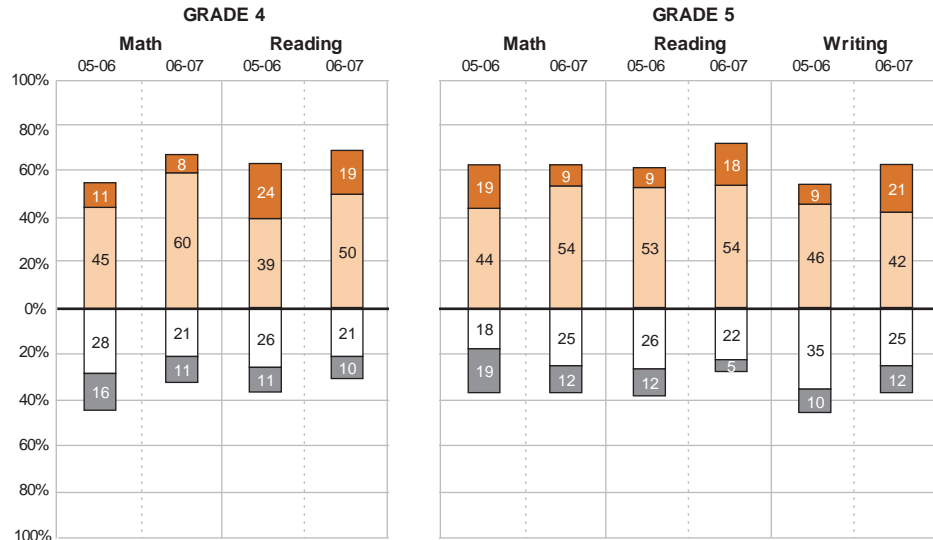 GRADE 4 GRADE 5
Math Reading Math Reading Writing
05-06 06-07 05-06 06-07 05-06 06-07 05-06 06-07 05-06 06-07
100%
80%
60%
40%
20%
0%
20%
40%
60%
80%
100%
11 8 24 19 19 9 9 18 9 21
45 60 39 50 44 54 53 54 46 42
28 21 26 21 18 25 26 22 35 25
16 11 11 10 19 12 12 5 10 12